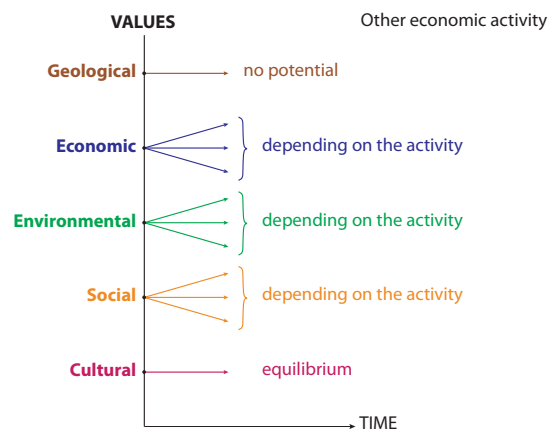 VALUES
Other economic activity
Geological
no potential
Economic
depending on the activity
Environmental
depending on the activity
Social
depending on the activity
Cultural
equilibrium
TIME